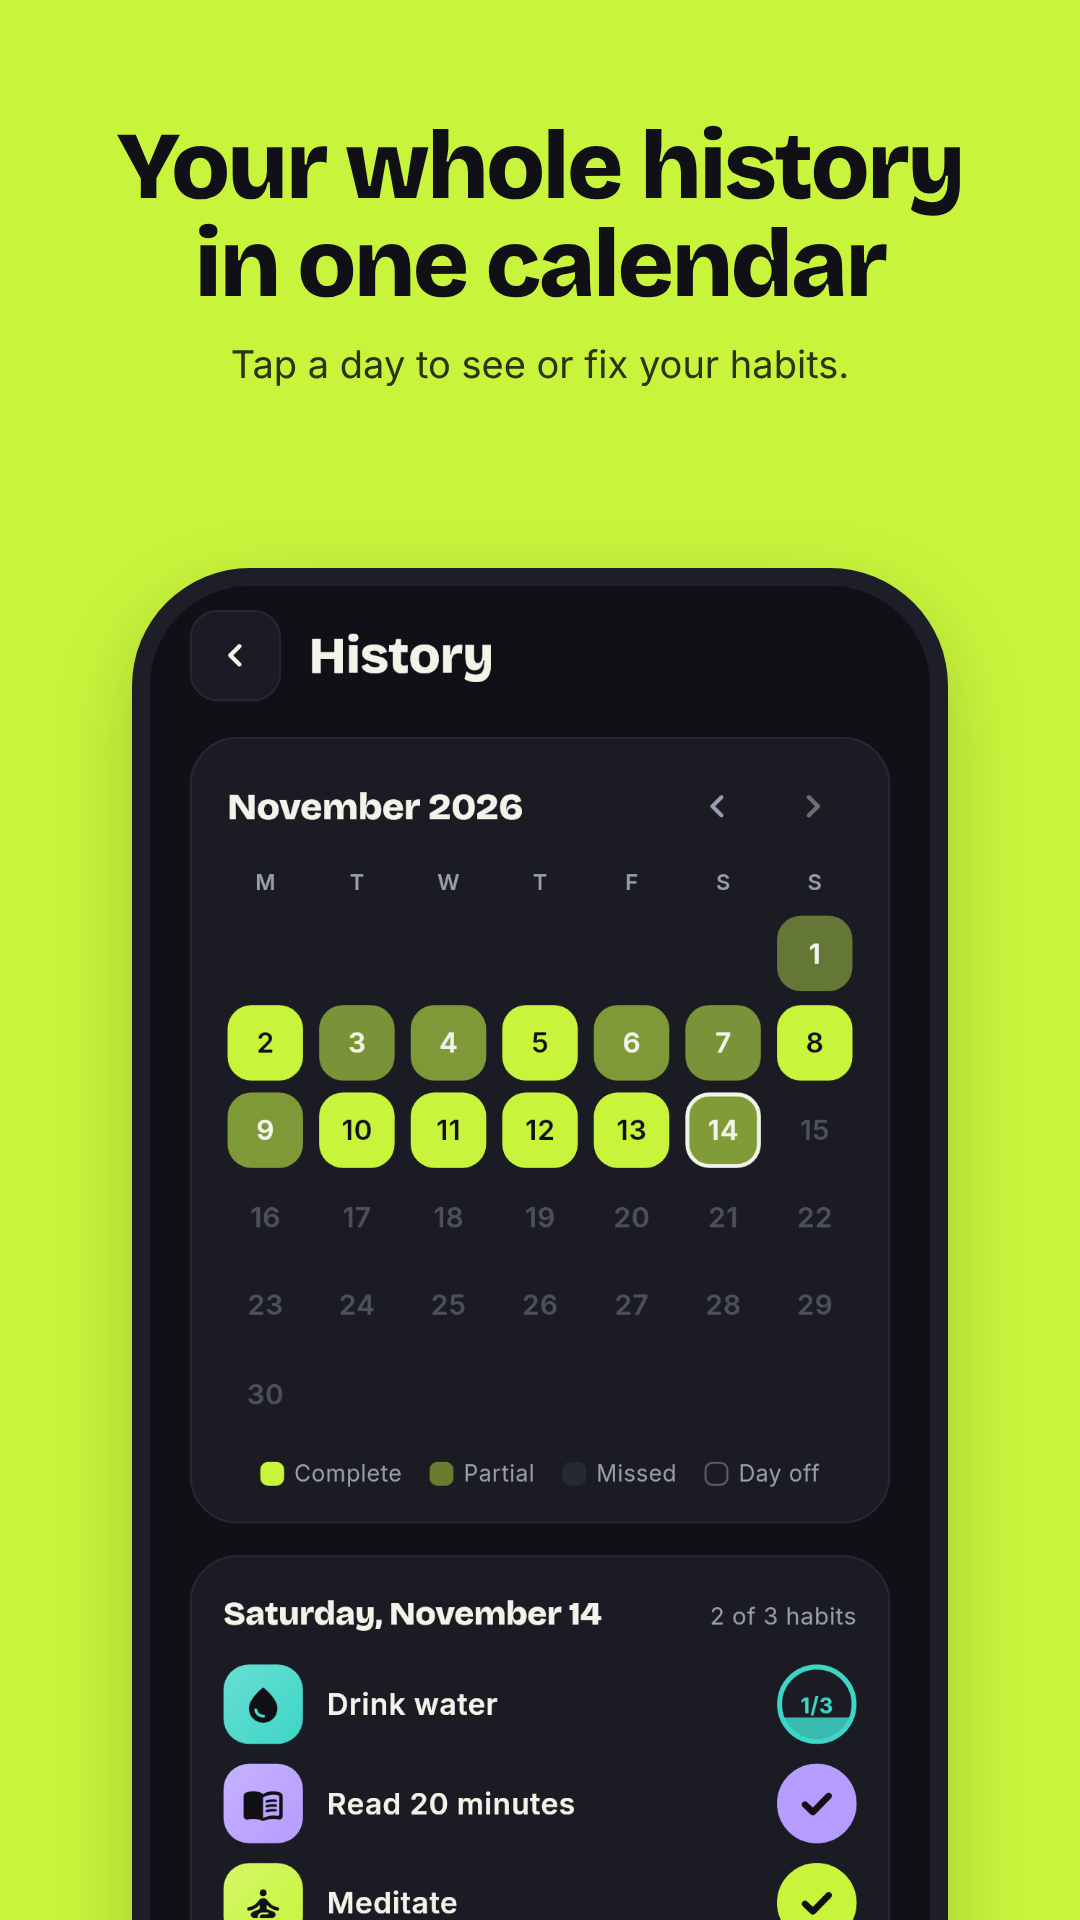 Your whole history
in one calendar
Tap a day to see or fix your habits.
History
November 2026
M T W T F S S
1
2 3 4 5 6 7 8
9 10 11 12 13 14 15
16 17 18 19 20 21 22
23 24 25 26 27 28 29
30
Complete Partial Missed Day off
Saturday, November 14 2 of 3 habits
Drink water 1/3
Read 20 minutes
Meditate